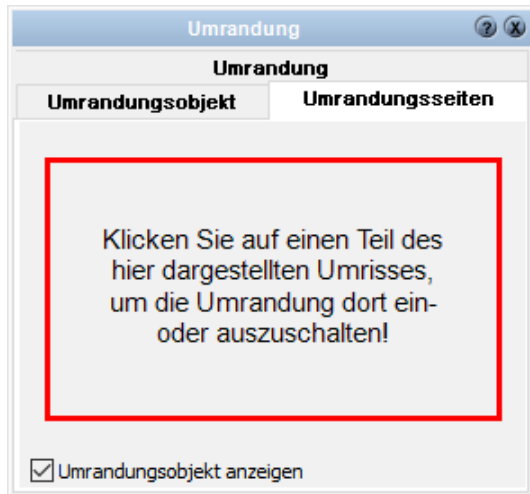 Umrandung
Umrandung
Umrandungsobjekt Umrandungsseiten
Klicken Sie auf einen Teil des
hier dargestellten Umrisses,
um die Umrandung dort ein-
oder auszuschalten!
Umrandungsobjekt anzeigen